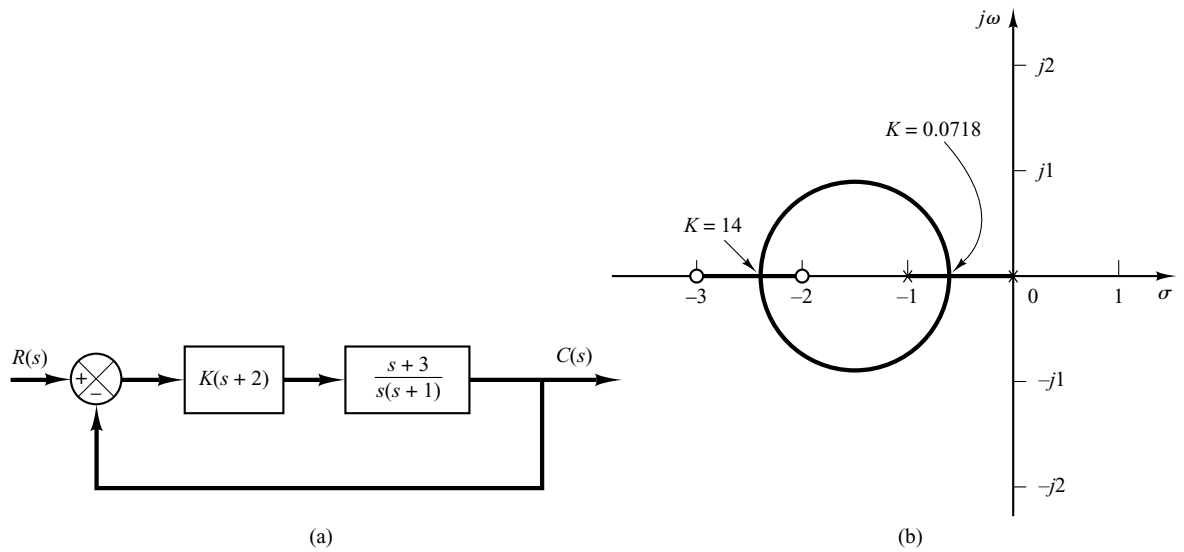 R(s)
+
−
K(s + 2)
s + 3
s(s + 1)
C(s)
(a)
jω
j2
K = 0.0718
j1
K = 14
−3
−2
−1
0
1
σ
−j1
−j2
(b)